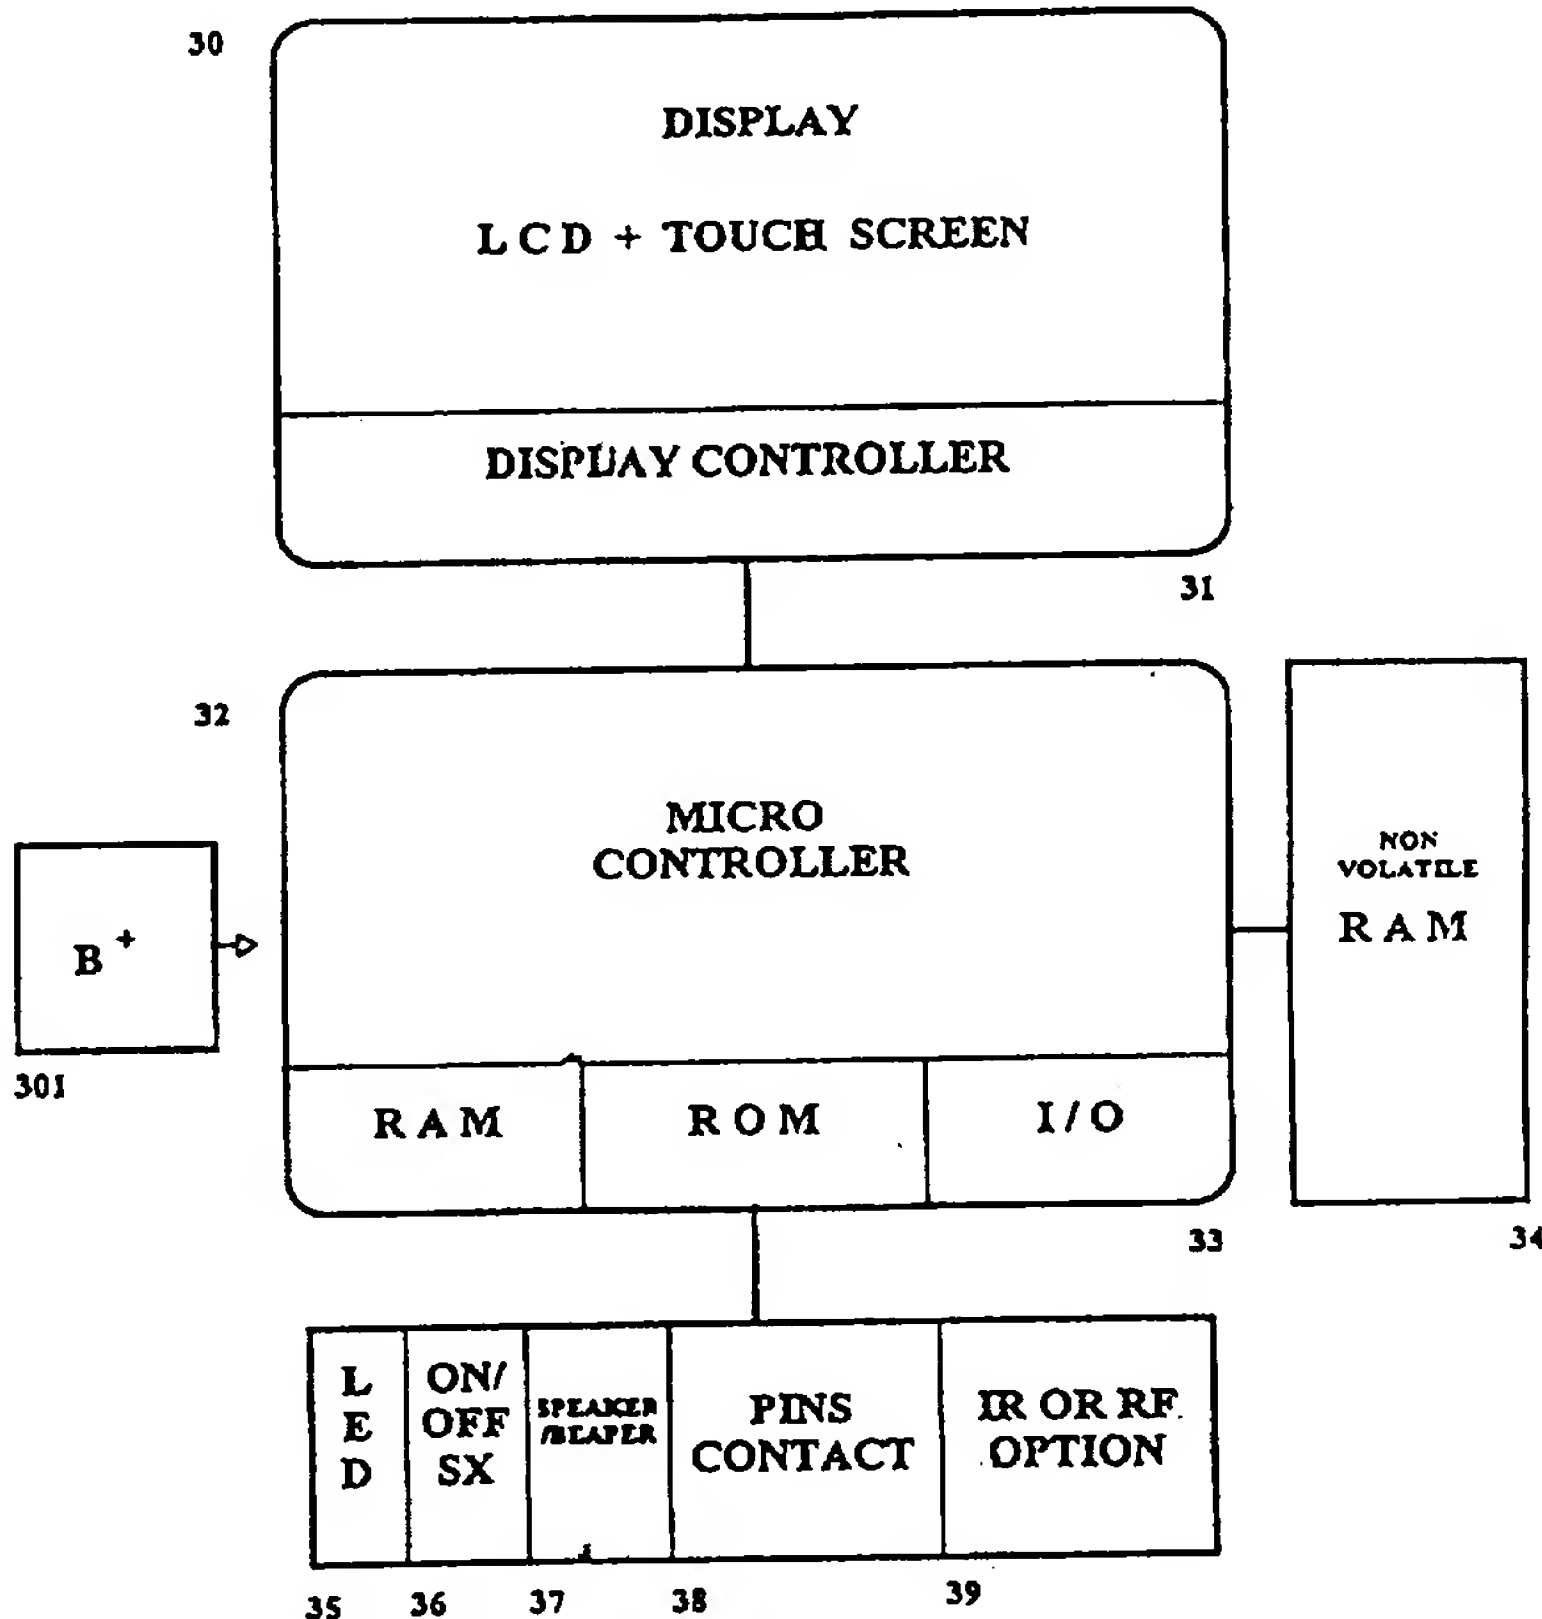 30
DISPLAY
LCD + TOUCH SCREEN
DISPLAY CONTROLLER
31
32
MICRO
CONTROLLER
NON
VOLATILE
RAM
B+
301
RAM
ROM
I/O
33
34
L
E
D
ON/
OFF
SX
SPEAKER
/BEAPER
PINS
CONTACT
IR OR RF
OPTION
35
36
37
38
39